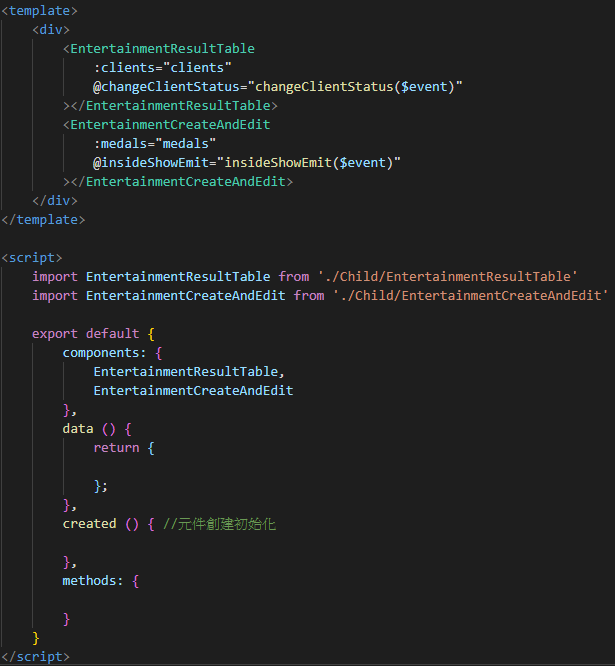 <template>
<div>
<EntertainmentResultTable
:clients="clients"
@changeClientStatus="changeClientStatus($event)"
></EntertainmentResultTable>
<EntertainmentCreateAndEdit
:medals="medals"
@insideShowEmit="insideShowEmit($event)"
></EntertainmentCreateAndEdit>
</div>
</template>
<script>
import EntertainmentResultTable from './Child/EntertainmentResultTable'
import EntertainmentCreateAndEdit from './Child/EntertainmentCreateAndEdit'
export default {
components: {
EntertainmentResultTable,
EntertainmentCreateAndEdit
},
data () {
return {
};
},
created () { //元件創建初始化
},
methods: {
}
}
</script>